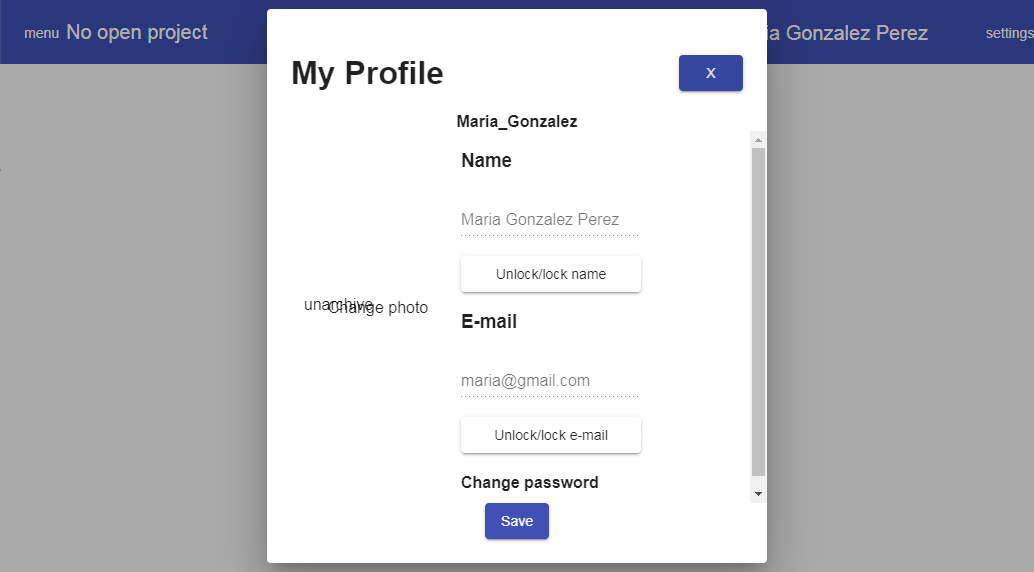 menu No open project
ia Gonzalez Perez
settings
My Profile
X
Maria_Gonzalez
Name
Maria Gonzalez Perez
Unlock/lock name
unarchive
Change photo
E-mail
maria@gmail.com
Unlock/lock e-mail
Change password
Save